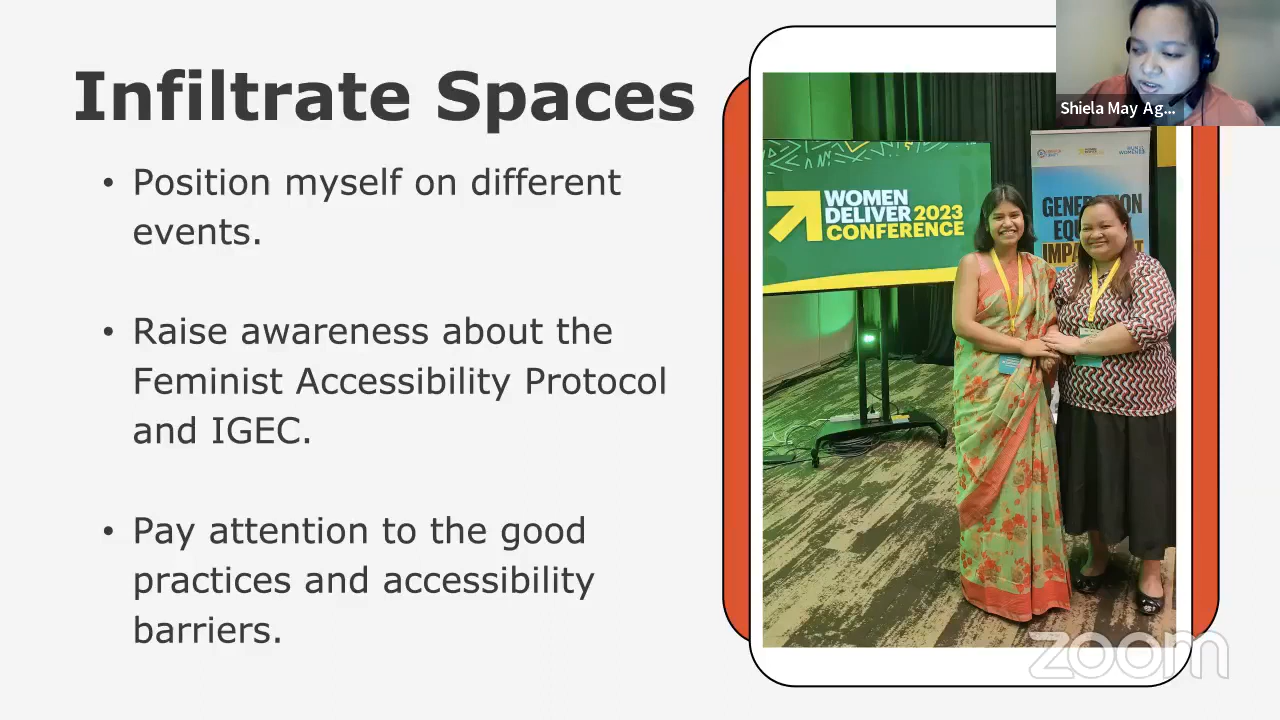 Infiltrate Spaces
• Position myself on different
events.
• Raise awareness about the
Feminist Accessibility Protocol
and IGEC.
• Pay attention to the good
practices and accessibility
barriers.
Shiela May Ag...
WOMEN
DELIVER 2023
CONFERENCE
WOMEN
zoom